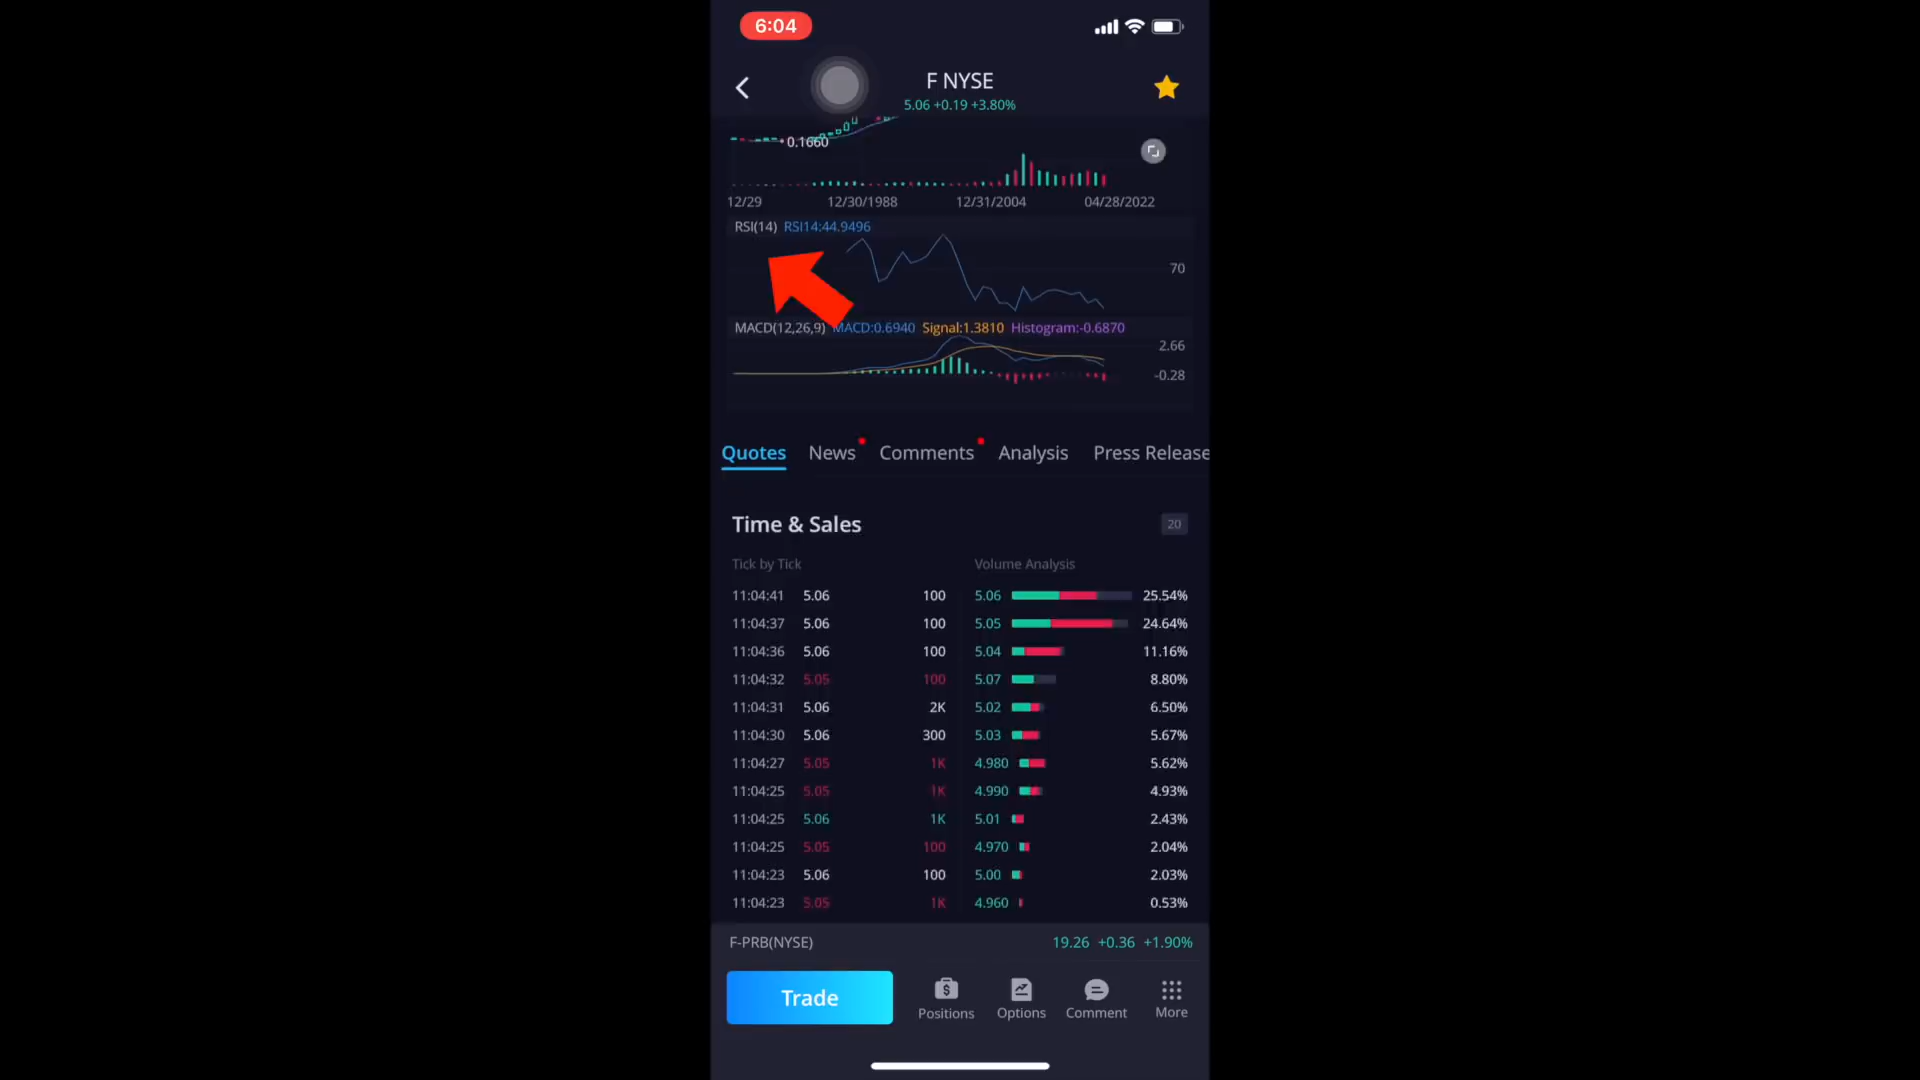 6:04
F NYSE
5.06 +0.19 +3.80%
0.1660
12/29 12/30/1988 12/31/2004 04/28/2022
RSI(14) RSI14:44.9496
70
MACD(12,26,9) MACD:0.6940 Signal:1.3810 Histogram:-0.6870
2.66
-0.28
Quotes News Comments Analysis Press Release
Time & Sales 20
Tick by Tick Volume Analysis
11:04:41 5.06 100 5.06 25.54%
11:04:37 5.06 100 5.05 24.64%
11:04:36 5.06 100 5.04 11.16%
11:04:32 5.05 100 5.07 8.80%
11:04:31 5.06 2K 5.02 6.50%
11:04:30 5.06 300 5.03 5.67%
11:04:27 5.05 1K 4.980 5.62%
11:04:25 5.05 1K 4.990 4.93%
11:04:25 5.06 1K 5.01 2.43%
11:04:25 5.05 100 4.970 2.04%
11:04:23 5.06 100 5.00 2.03%
11:04:23 5.05 1K 4.960 0.53%
F-PRB(NYSE) 19.26 +0.36 +1.90%
Trade Positions Options Comment More